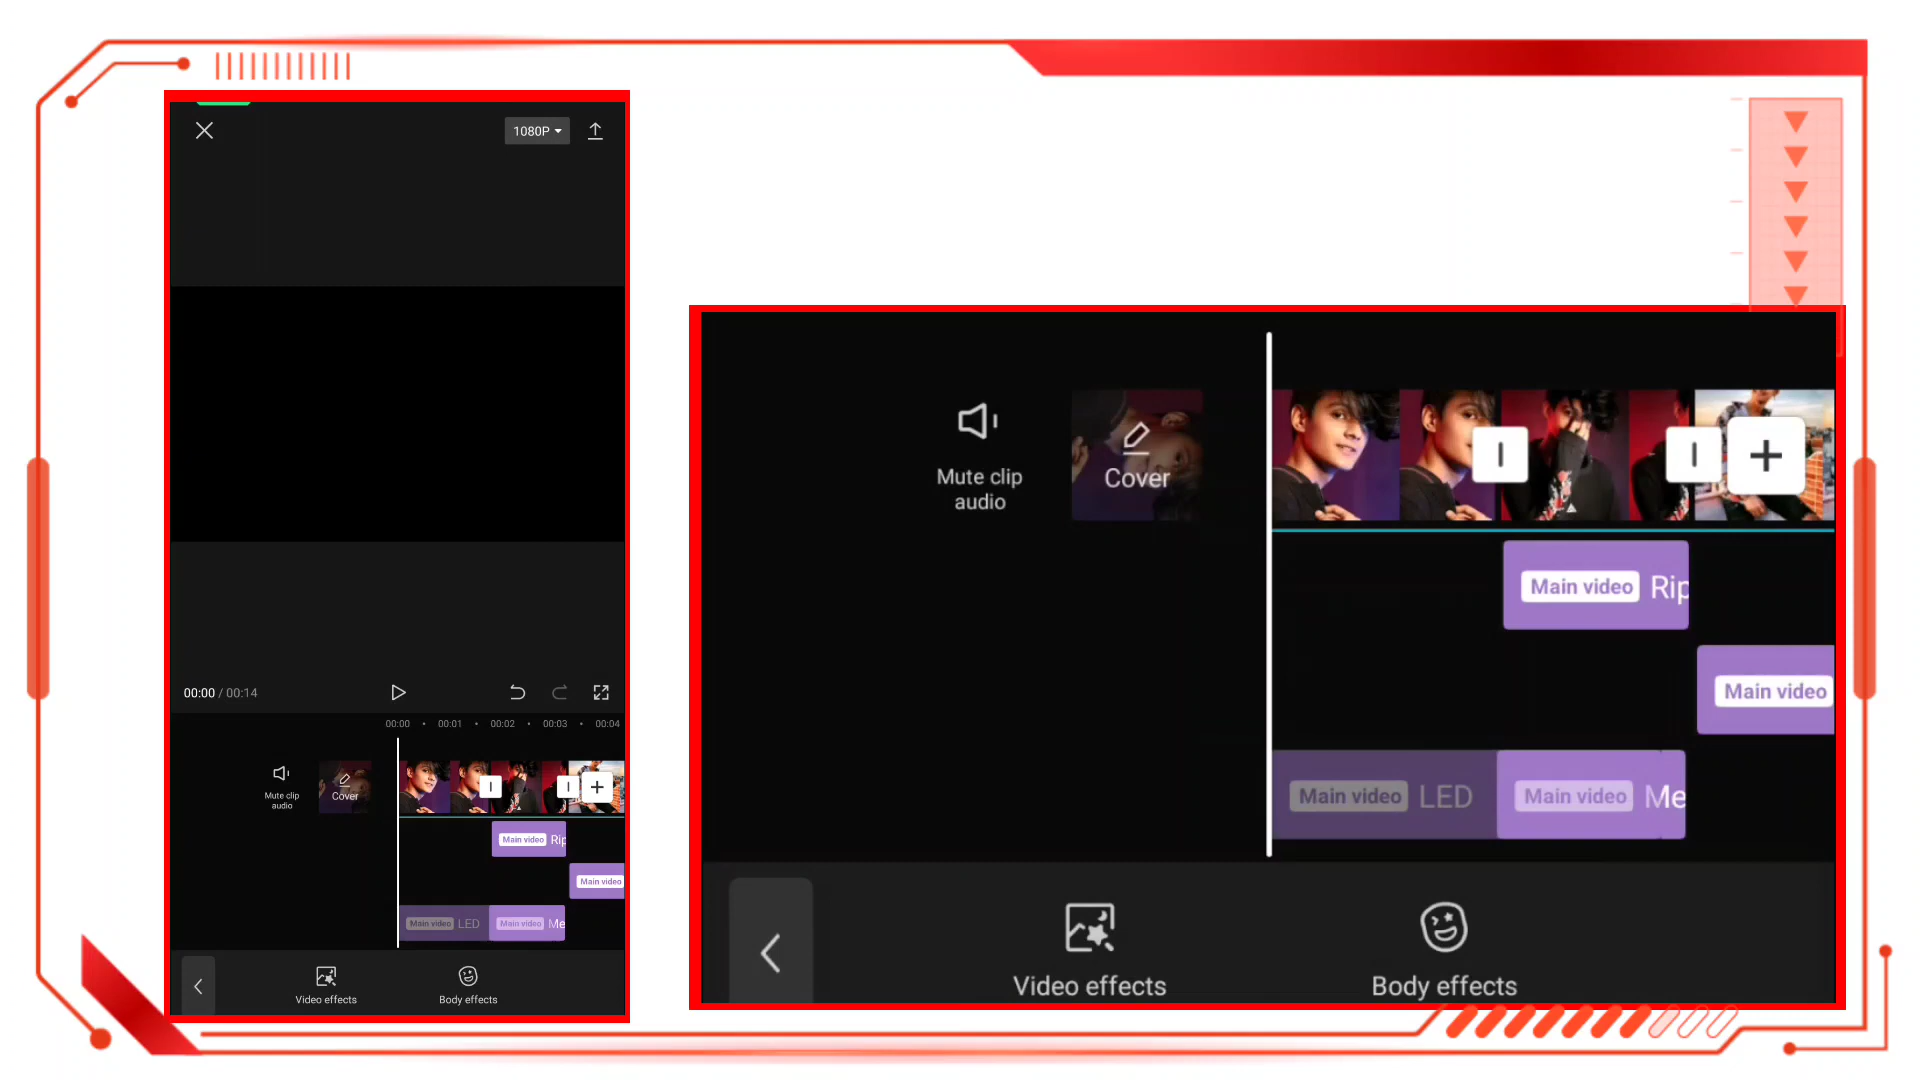 1080P
00:00 / 00:14
00:00 00:01 00:02 00:03 00:04
Mute clip
audio
Cover
Main video Rip
Main video
Main video LED Main video Me
Video effects
Body effects
Mute clip
audio
Cover
Main video Rip
Main video
Main video LED Main video Me
Video effects
Body effects